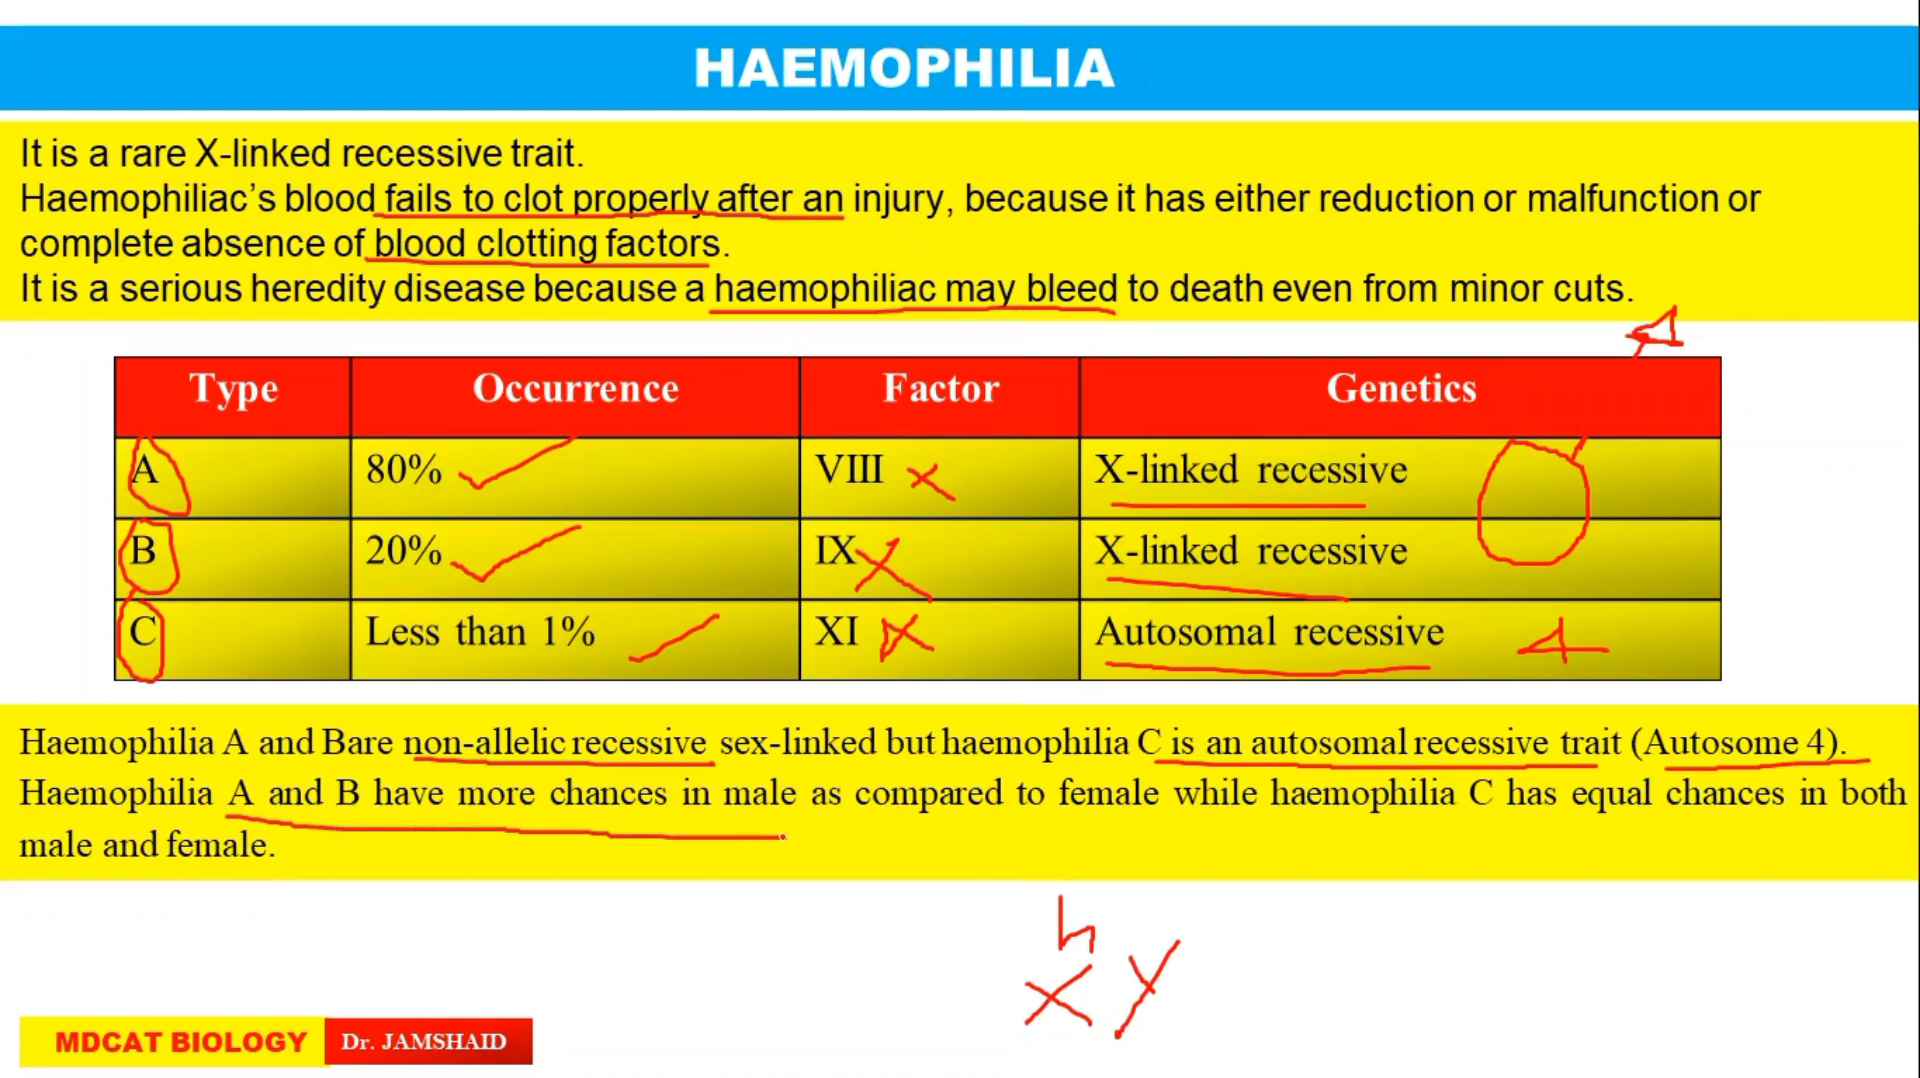 HAEMOPHILIA
It is a rare X-linked recessive trait.
Haemophiliac's blood fails to clot properly after an injury, because it has either reduction or malfunction or
complete absence of blood clotting factors.
It is a serious heredity disease because a haemophiliac may bleed to death even from minor cuts.
Type Occurrence Factor Genetics
A 80% VIII X-linked recessive
B 20% IX X-linked recessive
C Less than 1% XI Autosomal recessive 4
Haemophilia A and Bare non-allelic recessive sex-linked but haemophilia C is an autosomal recessive trait (Autosome 4).
Haemophilia A and B have more chances in male as compared to female while haemophilia C has equal chances in both
male and female.
h
X Y
MDCAT BIOLOGY Dr. JAMSHAID